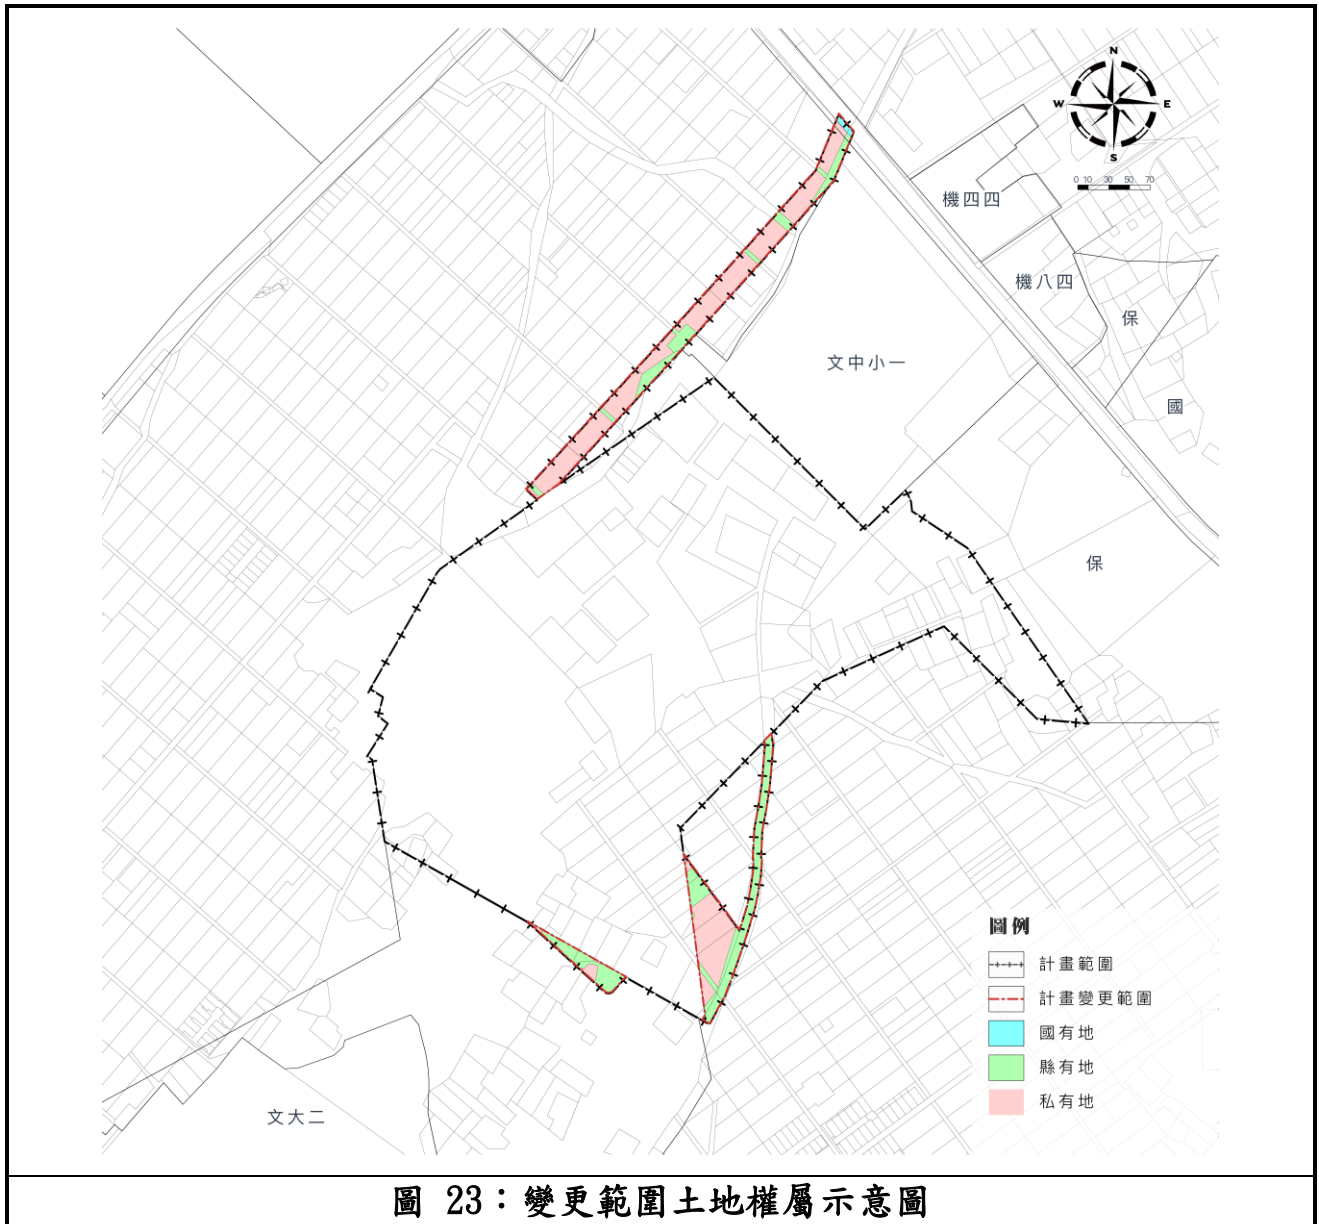 N
W E
S
0 10 30 50 70
機四四
機八四
保
文中小一
國
保
圖例
計畫範圍
計畫變更範圍
國有地
縣有地
私有地
文大二
圖 23：變更範圍土地權屬示意圖